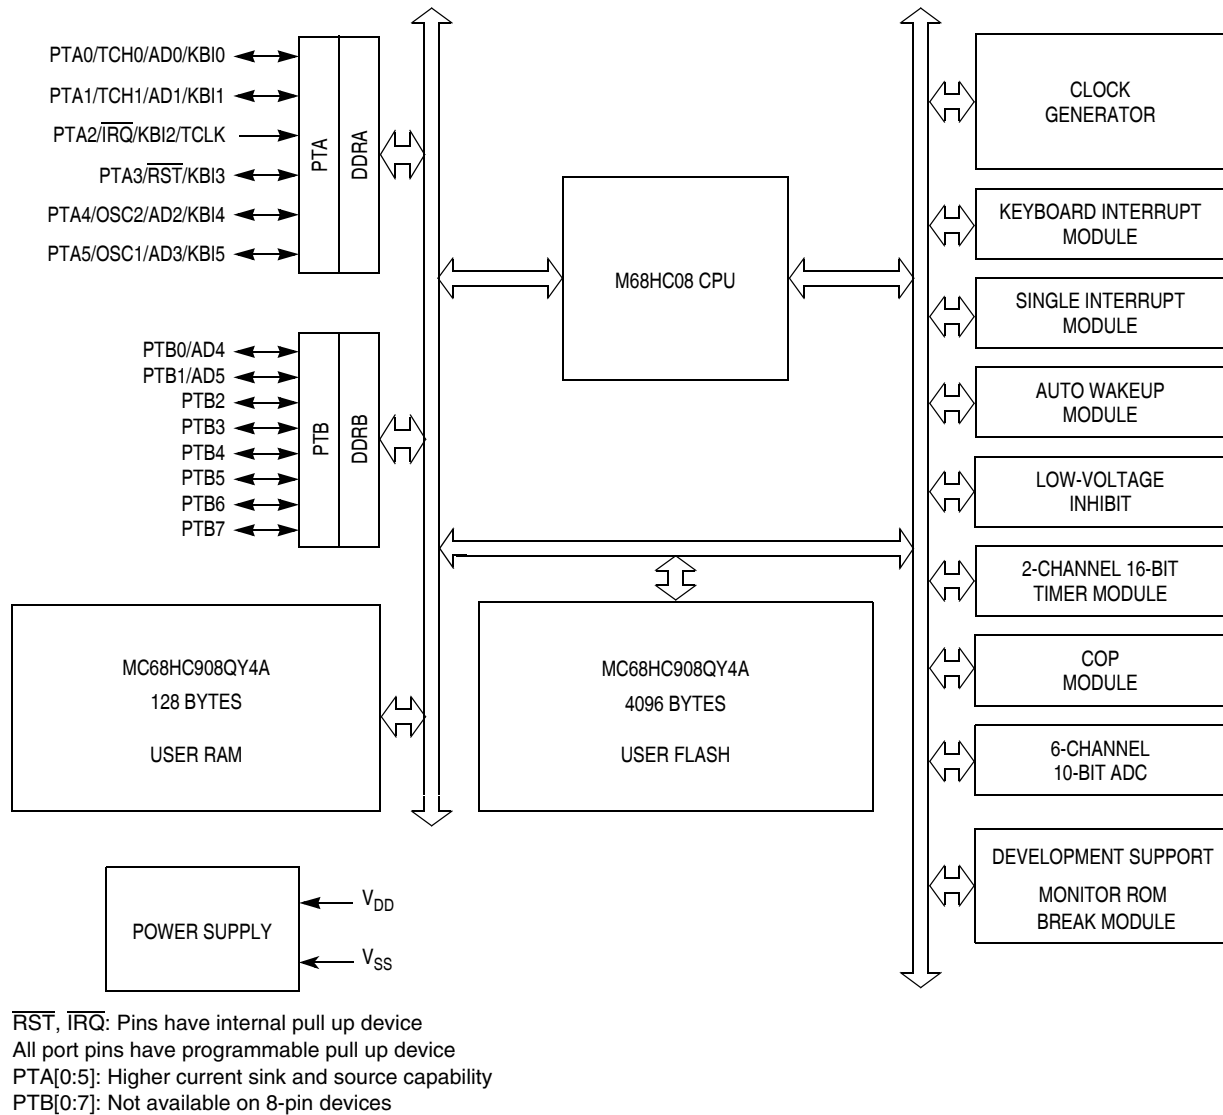 PTA0/TCH0/AD0/KBI0
PTA1/TCH1/AD1/KBI1
PTA2/I̅R̅Q̅/KBI2/TCLK
PTA3/R̅S̅T̅/KBI3
PTA4/OSC2/AD2/KBI4
PTA5/OSC1/AD3/KBI5
PTA
DDRA
PTB0/AD4
PTB1/AD5
PTB2
PTB3
PTB4
PTB5
PTB6
PTB7
PTB
DDRB
M68HC08 CPU
CLOCK
GENERATOR
KEYBOARD INTERRUPT
MODULE
SINGLE INTERRUPT
MODULE
AUTO WAKEUP
MODULE
LOW-VOLTAGE
INHIBIT
2-CHANNEL 16-BIT
TIMER MODULE
COP
MODULE
6-CHANNEL
10-BIT ADC
DEVELOPMENT SUPPORT
MONITOR ROM
BREAK MODULE
MC68HC908QY4A
128 BYTES
USER RAM
MC68HC908QY4A
4096 BYTES
USER FLASH
POWER SUPPLY
VDD
VSS
R̅S̅T̅, I̅R̅Q̅: Pins have internal pull up device
All port pins have programmable pull up device
PTA[0:5]: Higher current sink and source capability
PTB[0:7]: Not available on 8-pin devices